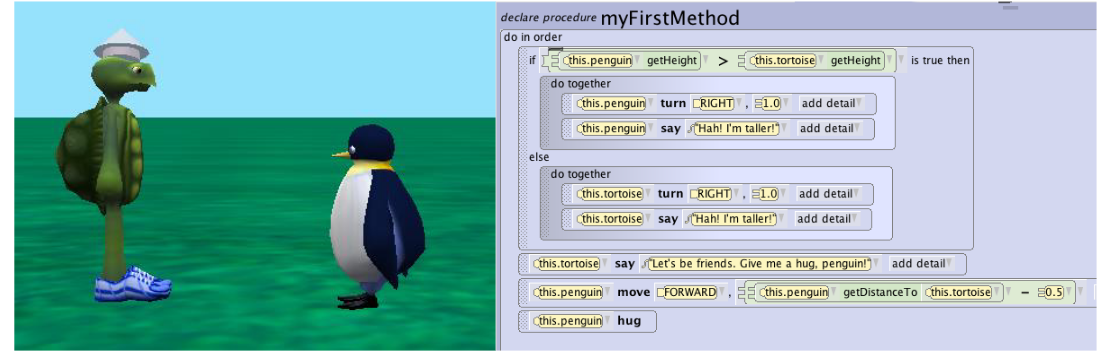 declare procedure myFirstMethod
do in order
if this.penguin getHeight > this.tortoise getHeight is true then
do together
this.penguin turn RIGHT , 1.0 add detail
this.penguin say "Hah! I'm taller!" add detail
else
do together
this.tortoise turn RIGHT , 1.0 add detail
this.tortoise say "Hah! I'm taller!" add detail
this.tortoise say "Let's be friends. Give me a hug, penguin!" add detail
this.penguin move FORWARD , this.penguin getDistanceTo this.tortoise - 0.5
this.penguin hug